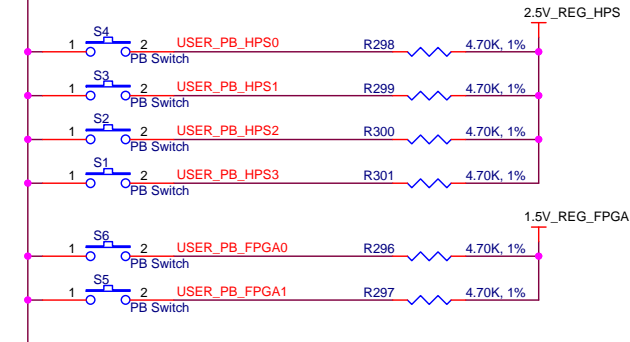 2.5V_REG_HPS
S4
1 2 USER_PB_HPS0 R298 4.70K, 1%
PB Switch
S3
1 2 USER_PB_HPS1 R299 4.70K, 1%
PB Switch
S2
1 2 USER_PB_HPS2 R300 4.70K, 1%
PB Switch
S1
1 2 USER_PB_HPS3 R301 4.70K, 1%
PB Switch
1.5V_REG_FPGA
S6
1 2 USER_PB_FPGA0 R296 4.70K, 1%
PB Switch
S5
1 2 USER_PB_FPGA1 R297 4.70K, 1%
PB Switch